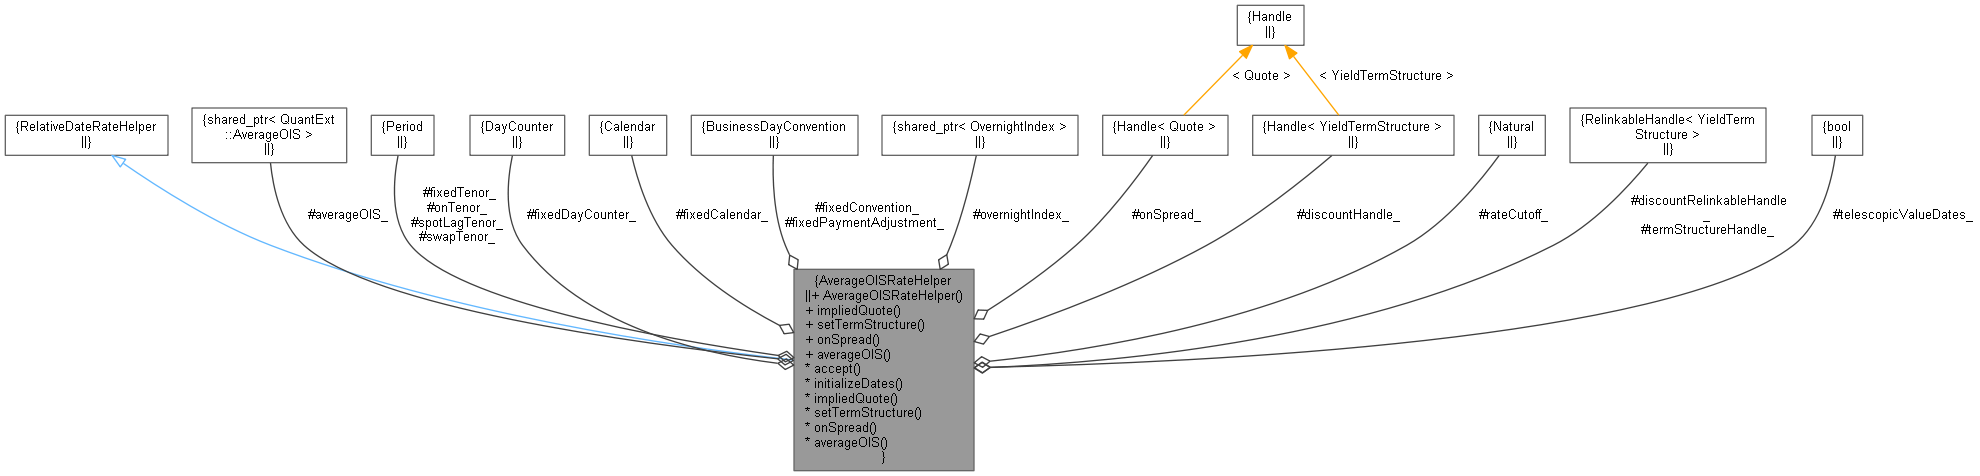 {Handle
||}
< Quote >
< YieldTermStructure >
{RelativeDateRateHelper
||}
{shared_ptr< QuantExt
::AverageOIS >
||}
{Period
||}
{DayCounter
||}
{Calendar
||}
{BusinessDayConvention
||}
{shared_ptr< OvernightIndex >
||}
{Handle< Quote >
||}
{Handle< YieldTermStructure >
||}
{Natural
||}
{RelinkableHandle< YieldTerm
Structure >
||}
{bool
||}
#averageOIS_
#fixedTenor_
#onTenor_
#spotLagTenor_
#swapTenor_
#fixedDayCounter_
#fixedCalendar_
#fixedConvention_
#fixedPaymentAdjustment_
#overnightIndex_
#onSpread_
#discountHandle_
#rateCutoff_
#discountRelinkableHandle
_
#termStructureHandle_
#telescopicValueDates_
{AverageOISRateHelper
||+ AverageOISRateHelper()
+ impliedQuote()
+ setTermStructure()
+ onSpread()
+ averageOIS()
* accept()
* initializeDates()
* impliedQuote()
* setTermStructure()
* onSpread()
* averageOIS()
}